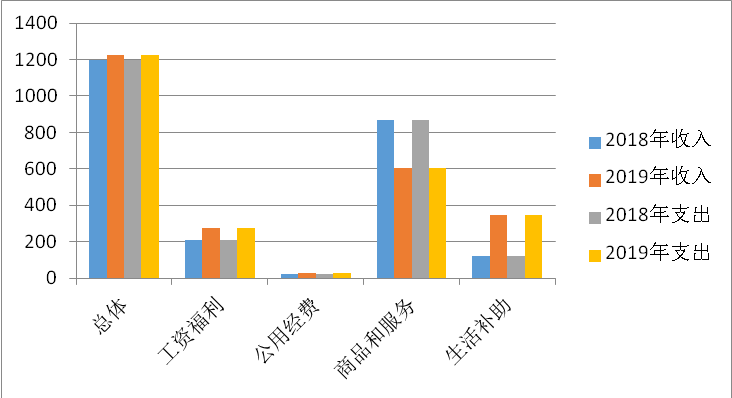 1400
1200
1000
800
600
400
200
0
总体
工资福利
公用经费
商品和服务
生活补助
2018年收入
2019年收入
2018年支出
2019年支出